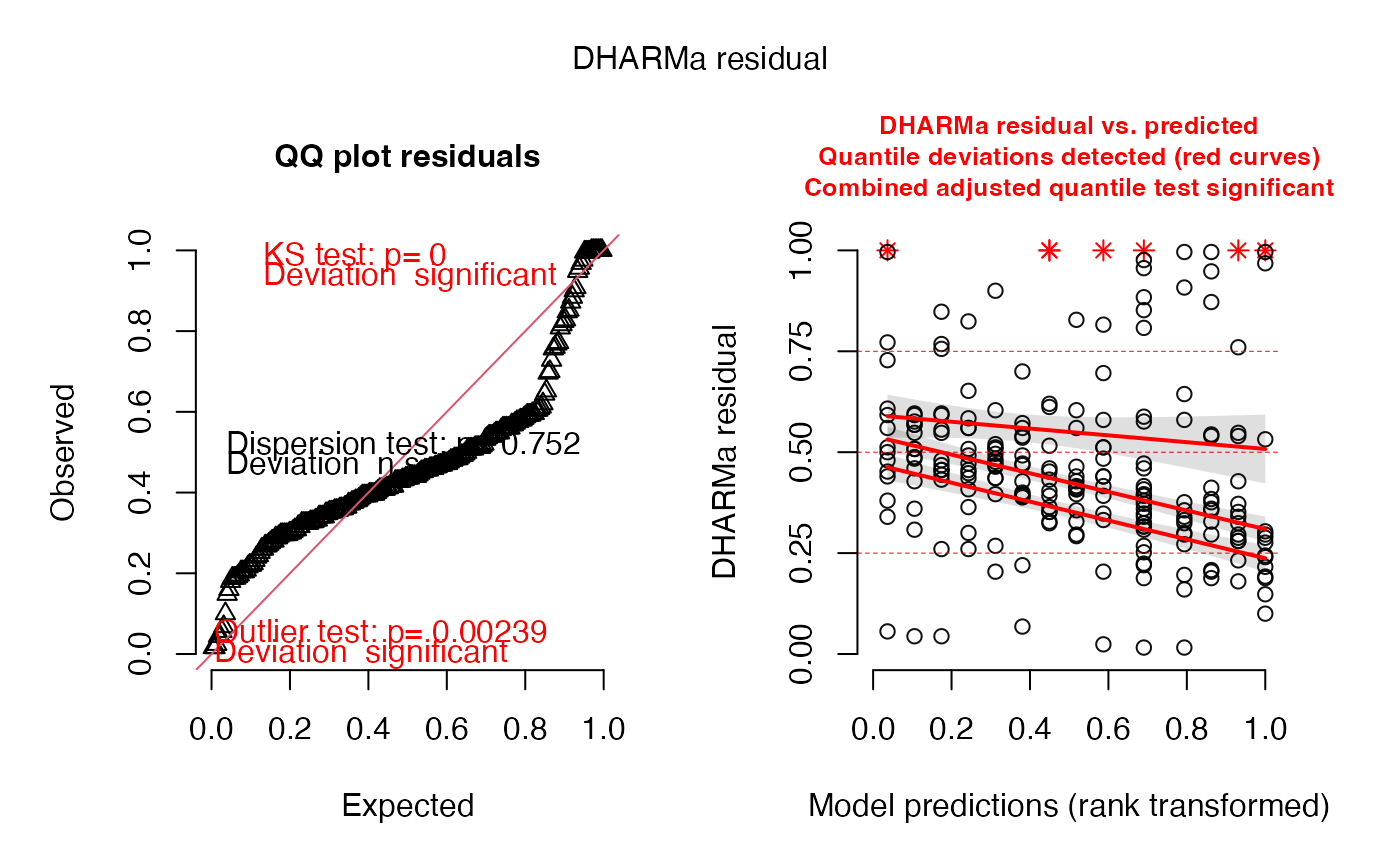 DHARMa residual
QQ plot residuals
KS test: p= 0
Deviation significant
Dispersion test: p= 0.752
Deviation n.s.
Outlier test: p= 0.00239
Deviation significant
Observed
0.0 0.2 0.4 0.6 0.8 1.0
0.0 0.2 0.4 0.6 0.8 1.0
Expected
DHARMa residual vs. predicted
Quantile deviations detected (red curves)
Combined adjusted quantile test significant
DHARMa residual
0.00 0.25 0.50 0.75 1.00
0.0 0.2 0.4 0.6 0.8 1.0
Model predictions (rank transformed)